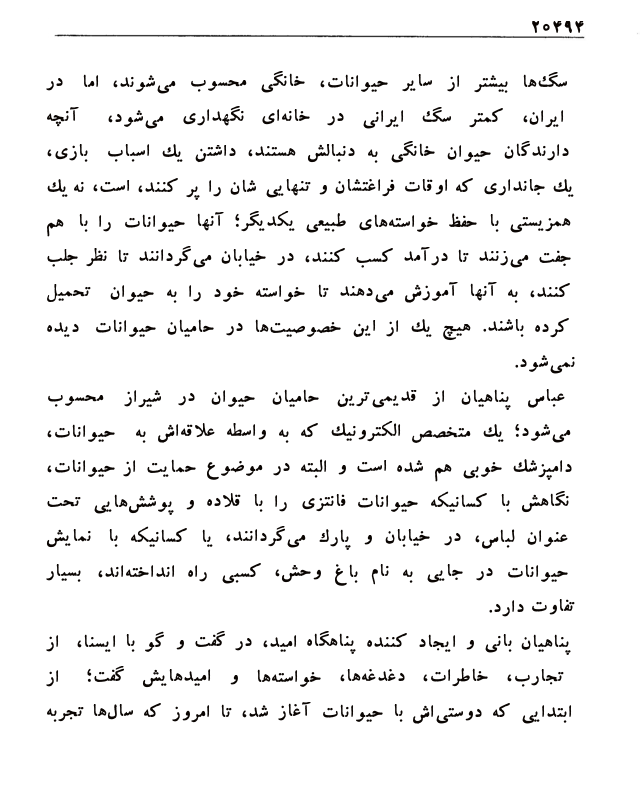 ۲۰۴۹۴
سگ‌ها بیشتر از سایر حیوانات، خانگی محسوب می‌شوند، اما در
ایران، کمتر سگ ایرانی در خانه‌ای نگهداری می‌شود، آنچه
دارندگان حیوان خانگی به دنبالش هستند، داشتن یك اسباب بازی،
یك جانداری که اوقات فراغتشان و تنهایی شان را پر کنند، است، نه یك
همزیستی با حفظ خواسته‌های طبیعی یکدیگر؛ آنها حیوانات را با هم
جفت می‌زنند تا درآمد کسب کنند، در خیابان می‌گردانند تا نظر جلب
کنند، به آنها آموزش می‌دهند تا خواسته خود را به حیوان تحمیل
کرده باشند. هیچ یك از این خصوصیت‌ها در حامیان حیوانات دیده
نمی‌شود.
عباس پناهیان از قدیمی‌ترین حامیان حیوان در شیراز محسوب
می‌شود؛ یك متخصص الکترونیك که به واسطه علاقه‌اش به حیوانات،
دامپزشك خوبی هم شده است و البته در موضوع حمایت از حیوانات،
نگاهش با کسانیکه حیوانات فانتزی را با قلاده و پوشش‌هایی تحت
عنوان لباس، در خیابان و پارك می‌گردانند، یا کسانیکه با نمایش
حیوانات در جایی به نام باغ وحش، کسبی راه انداخته‌اند، بسیار
تفاوت دارد.
پناهیان بانی و ایجاد کننده پناهگاه امید، در گفت و گو با ایسنا، از
تجارب، خاطرات، دغدغه‌ها، خواسته‌ها و امیدهایش گفت؛ از
ابتدایی که دوستی‌اش با حیوانات آغاز شد، تا امروز که سال‌ها تجربه